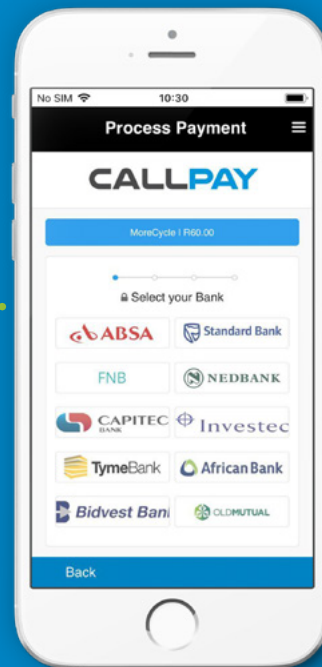 No SIM 10:30
Process Payment
CALLPAY
MoreCycle | R60.00
Select your Bank
ABSA Standard Bank
FNB NEDBANK
CAPITEC BANK Investec
TymeBank African Bank
Bidvest Ban OLDMUTUAL
Back